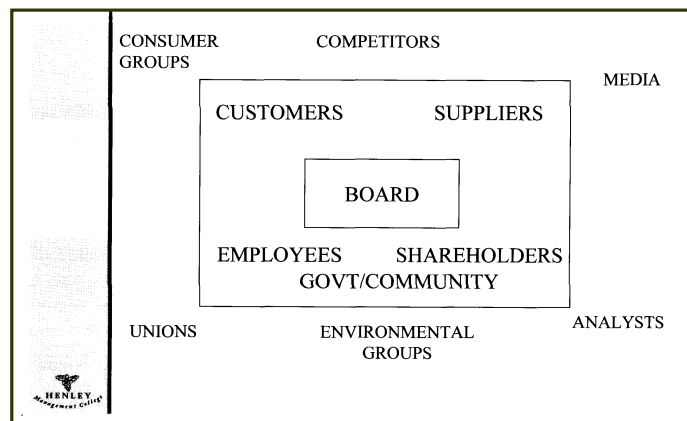 CONSUMER GROUPS
COMPETITORS
MEDIA
CUSTOMERS
SUPPLIERS
BOARD
EMPLOYEES
SHAREHOLDERS
GOVT/COMMUNITY
UNIONS
ENVIRONMENTAL
GROUPS
ANALYSTS
HENLEY
Management College